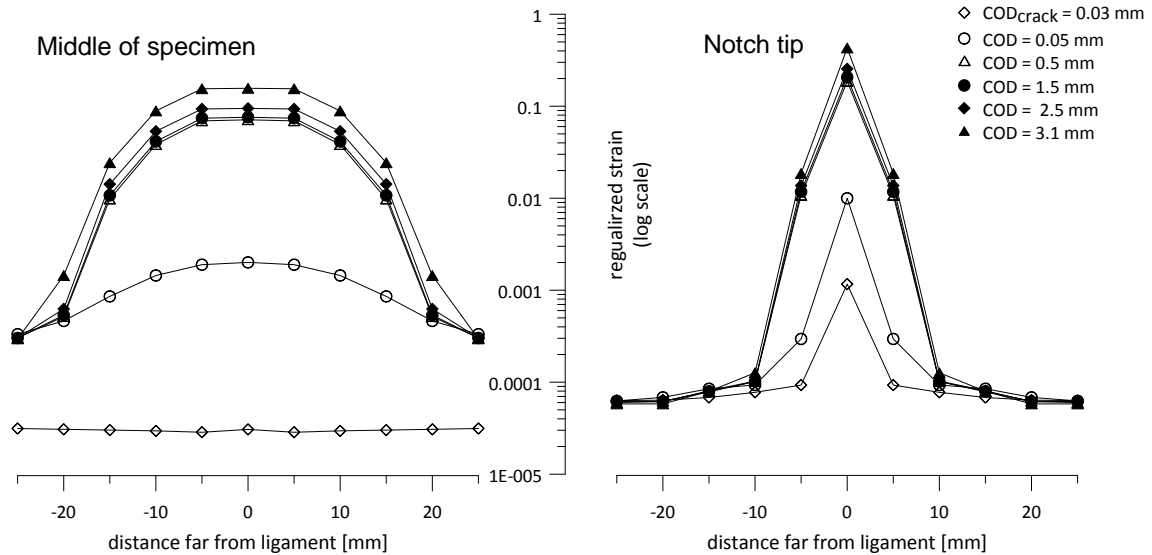 Middle of specimen
Notch tip
1
0.1
0.01
0.001
0.0001
1E-005
regualirzed strain
(log scale)
CODcrack = 0.03 mm
COD = 0.05 mm
COD = 0.5 mm
COD = 1.5 mm
COD = 2.5 mm
COD = 3.1 mm
-20 -10 0 10 20
distance far from ligament [mm]
-20 -10 0 10 20
distance far from ligament [mm]